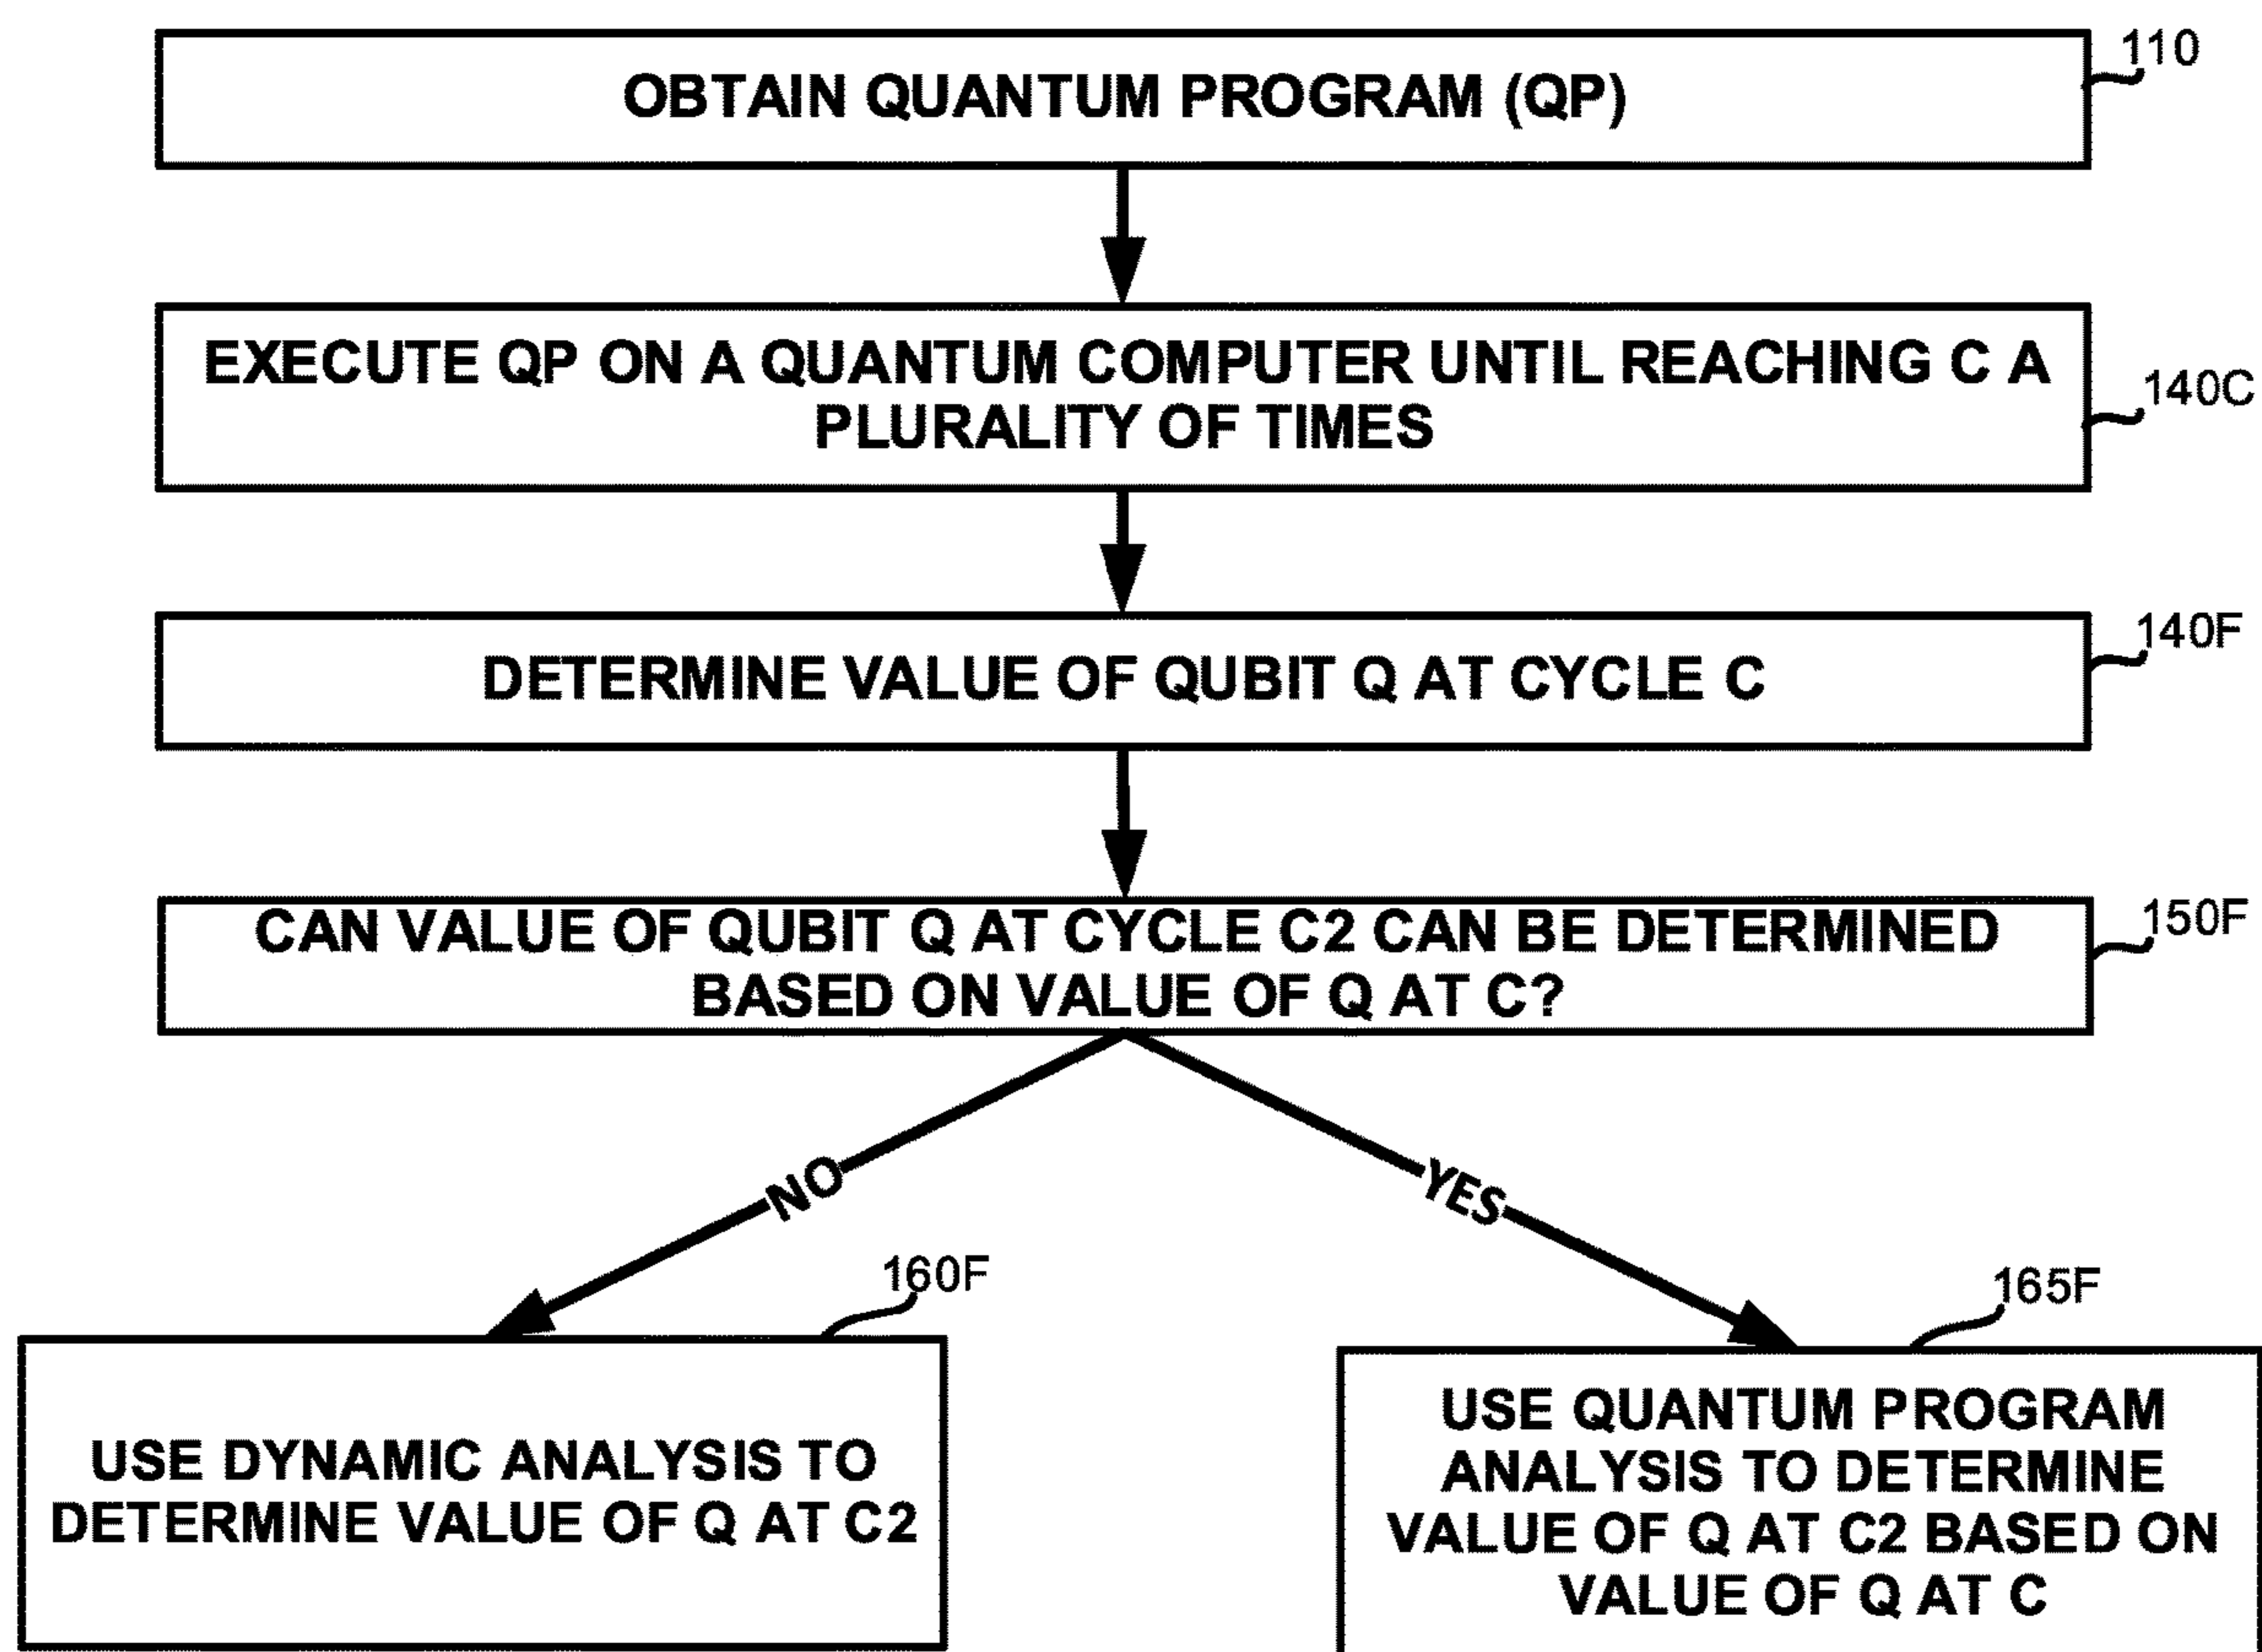 OBTAIN QUANTUM PROGRAM (QP)
110
EXECUTE QP ON A QUANTUM COMPUTER UNTIL REACHING C A
PLURALITY OF TIMES
140C
DETERMINE VALUE OF QUBIT Q AT CYCLE C
140F
CAN VALUE OF QUBIT Q AT CYCLE C2 CAN BE DETERMINED
BASED ON VALUE OF Q AT C?
150F
NO
YES
160F
USE DYNAMIC ANALYSIS TO
DETERMINE VALUE OF Q AT C2
165F
USE QUANTUM PROGRAM
ANALYSIS TO DETERMINE
VALUE OF Q AT C2 BASED ON
VALUE OF Q AT C